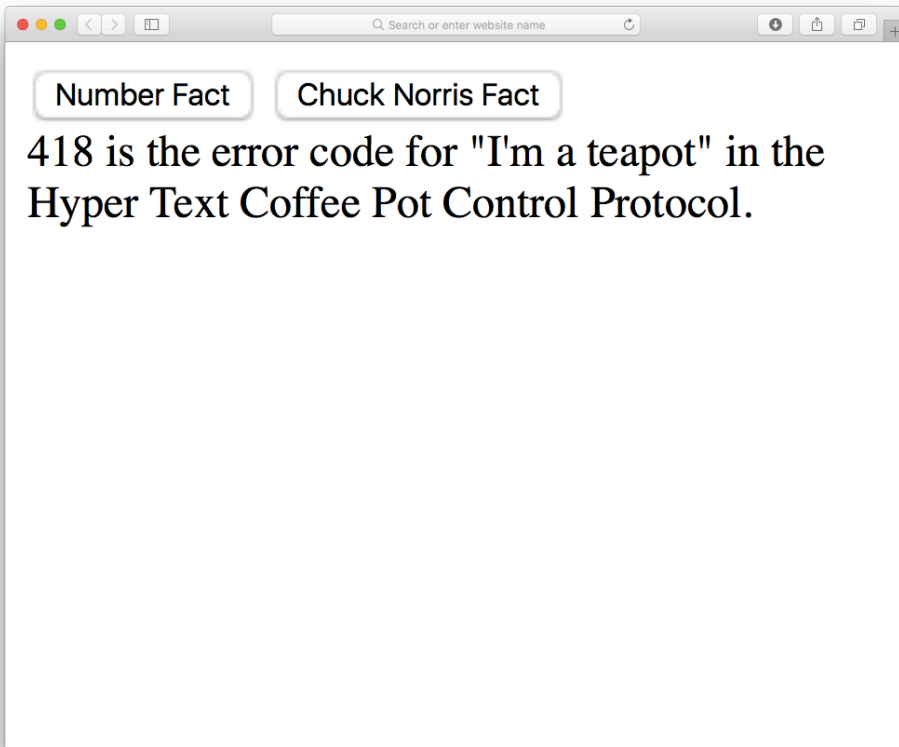 Search or enter website name
Number Fact Chuck Norris Fact
418 is the error code for "I'm a teapot" in the
Hyper Text Coffee Pot Control Protocol.